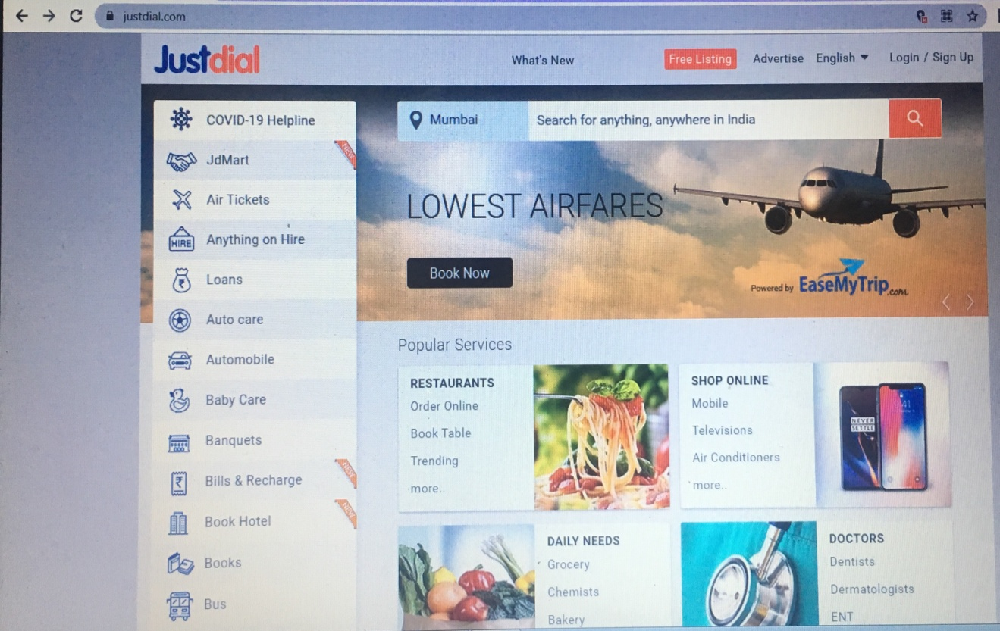 justdial.com
Justdial
What's New
Free Listing
Advertise
English
Login / Sign Up
COVID-19 Helpline
JdMart
NEW
Air Tickets
HIRE
Anything on Hire
Loans
Auto care
Automobile
Baby Care
Banquets
Bills & Recharge
NEW
Book Hotel
NEW
Books
Bus
Mumbai
Search for anything, anywhere in India
LOWEST AIRFARES
Book Now
Powered by EaseMyTrip.com
Popular Services
RESTAURANTS
Order Online
Book Table
Trending
more..
SHOP ONLINE
Mobile
Televisions
Air Conditioners
more..
NEVER
SETTLE
9:41
DAILY NEEDS
Grocery
Chemists
Bakery
DOCTORS
Dentists
Dermatologists
ENT